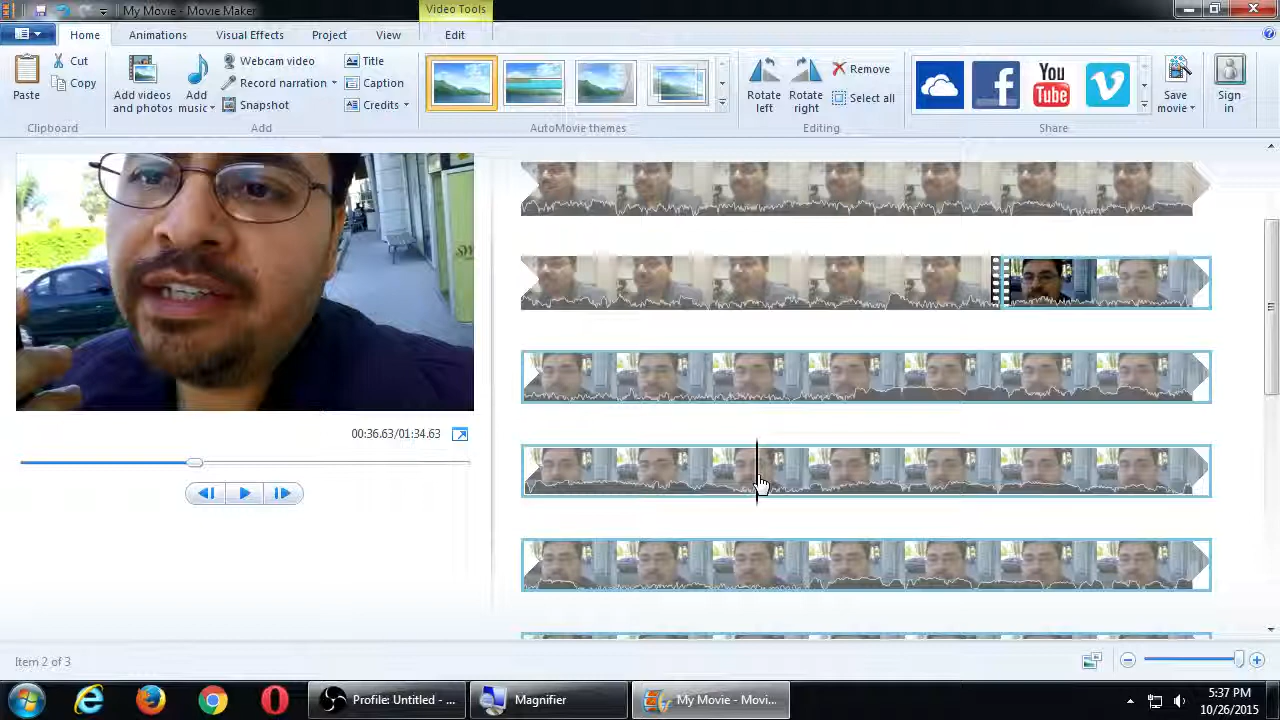 My Movie - Movie Maker
Video Tools
Home
Animations
Visual Effects
Project
View
Edit
Paste
Cut
Copy
Clipboard
Add videos and photos
Add music
Webcam video
Record narration
Snapshot
Title
Caption
Credits
Add
AutoMovie themes
Rotate left
Rotate right
Remove
Select all
Editing
f
You Tube
Share
Save movie
Sign in
00:36.63/01:34.63
Item 2 of 3
Profile: Untitled - ...
Magnifier
My Movie - Movi...
5:37 PM
10/26/2015